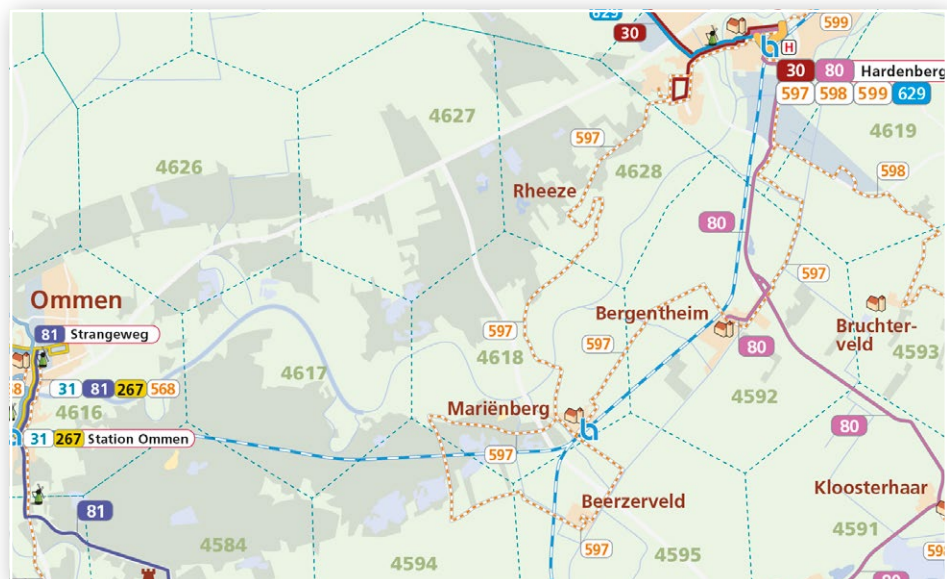 629
30
599
H
30 80 Hardenberg
597 598 599 629
4627
4619
597
4626
4628
598
Rheeze
80
597
Ommen
Bergentheim
81 Strangeweg
597
597
80
Bruchter-
veld
4593
4618
4617
31 81 267 568
4592
4616
Mariënberg
80
31 267 Station Ommen
597
Kloosterhaar
Beerzerveld
81
4591
4584
597
4594
4595
598
80